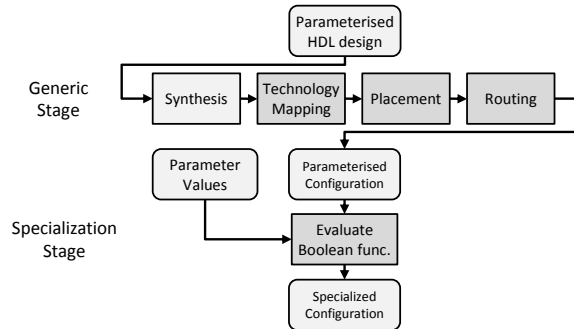 Parameterised
HDL design
Generic
Stage
Synthesis
Technology
Mapping
Placement
Routing
Parameter
Values
Parameterised
Configuration
Specialization
Stage
Evaluate
Boolean func.
Specialized
Configuration